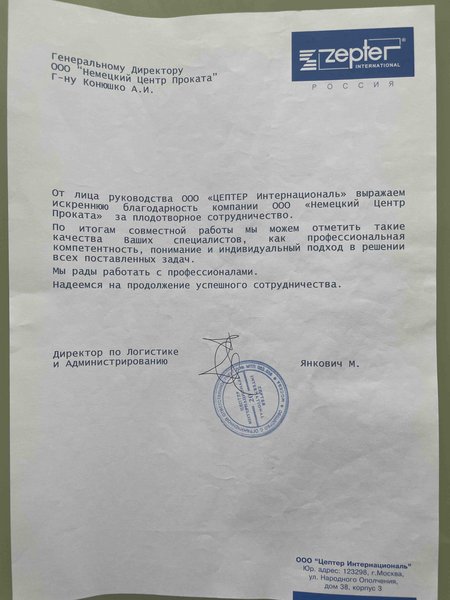 Генеральному Директору
ООО "Немецкий Центр Проката"
Г-ну Конюшко А.И.
zepter®
INTERNATIONAL
РОССИЯ
От лица руководства ООО «ЦЕПТЕР Интернациональ» выражаем
искреннюю благодарность компании ООО «Немецкий Центр
Проката» за плодотворное сотрудничество.
По итогам совместной работы мы можем отметить такие
качества Ваших специалистов, как профессиональная
компетентность, понимание и индивидуальный подход в решении
всех поставленных задач.
Мы рады работать с профессионалами.
Надеемся на продолжение успешного сотрудничества.
Директор по Логистике
и Администрированию
Янкович М.
ООО "Цептер Интернациональ"
Юр. адрес: 123298, г.Москва,
ул. Народного Ополчения,
дом 38, корпус 3